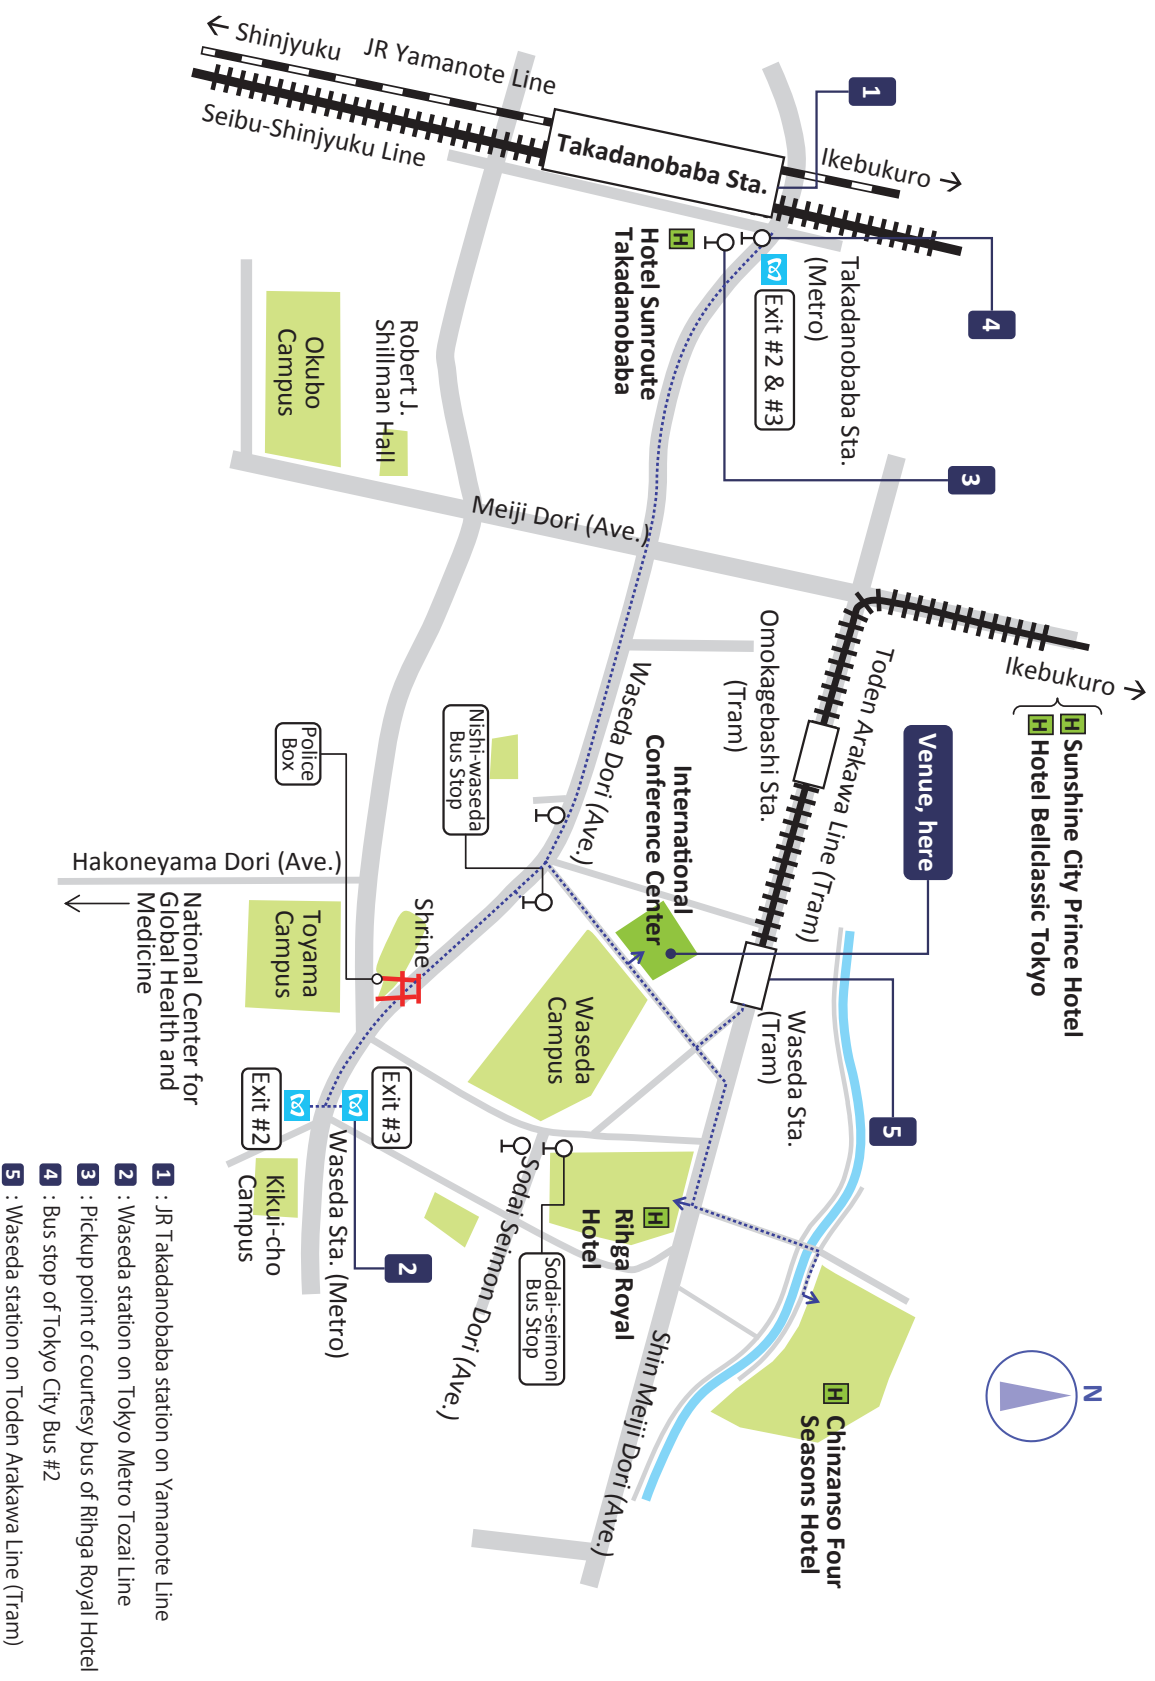 ← Shinjyuku
JR Yamanote Line
Seibu-Shinjyuku Line
Takadanobaba Sta.
Ikebukuro →
1
4
3
Takadanobaba Sta.
(Metro)
Exit #2 & #3
H
Hotel Sunroute
Takadanobaba
Okubo
Campus
Robert J.
Shillman Hall
Meiji Dori (Ave.)
Ikebukuro →
H Sunshine City Prince Hotel
H Hotel Bellclassic Tokyo
Toden Arakawa Line (Tram)
Omokagebashi Sta.
(Tram)
Venue, here
International
Conference Center
Waseda Dori (Ave.)
Nishi-waseda
Bus Stop
Police
Box
Hakoneyama Dori (Ave.)
National Center for
Global Health and
Medicine
Toyama
Campus
Shrine
Waseda
Campus
Waseda Sta.
(Tram)
5
Exit #3
Exit #2
Waseda Sta. (Metro)
2
Kikui-cho
Campus
Sodai Seimon Dori (Ave.)
Sodai-seimon
Bus Stop
H
Rihga Royal
Hotel
Shin Meiji Dori (Ave.)
H Chinzanso Four
Seasons Hotel
N
1 : JR Takadanobaba station on Yamanote Line
2 : Waseda station on Tokyo Metro Tozai Line
3 : Pickup point of courtesy bus of Rihga Royal Hotel
4 : Bus stop of Tokyo City Bus #2
5 : Waseda station on Toden Arakawa Line (Tram)